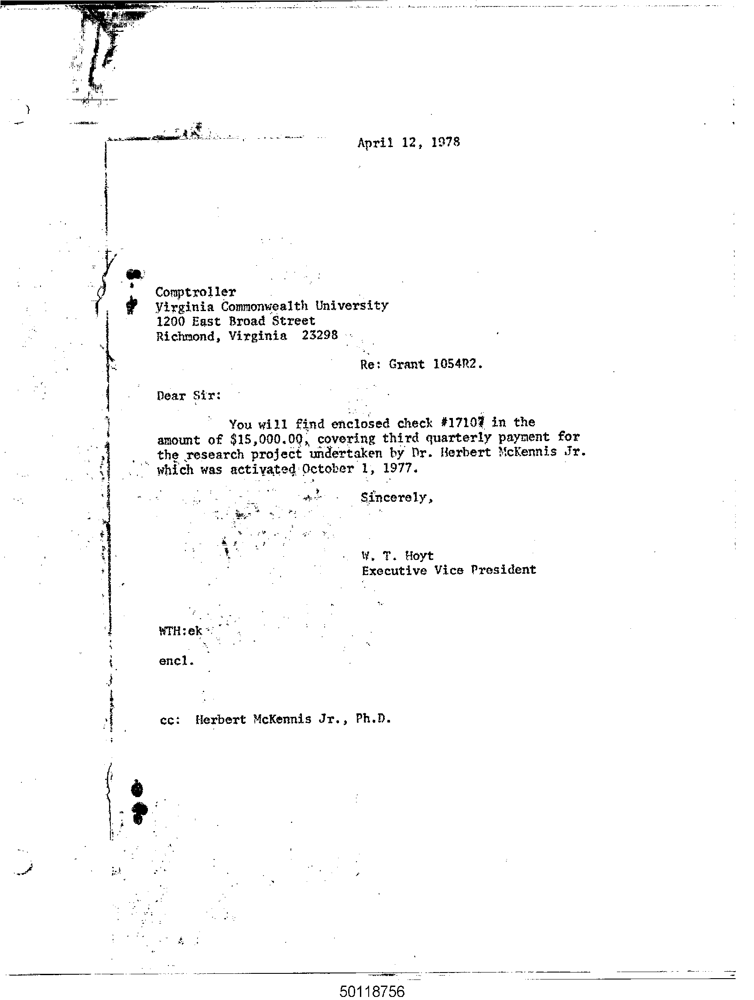 April 12, 1978
Comptroller
Virginia Commonwealth University
1200 East Broad Street
Richmond, Virginia 23298
Re: Grant 1054R2.
Dear Sir:
You will find enclosed check #17107 in the
amount of $15,000.00, covering third quarterly payment for
the research project undertaken by Dr. Herbert McKennis Jr.
which was activated October 1, 1977.
Sincerely,
W. T. Hoyt
Executive Vice President
WTH:ek
encl.
cc: Herbert McKennis Jr., Ph.D.
50118756